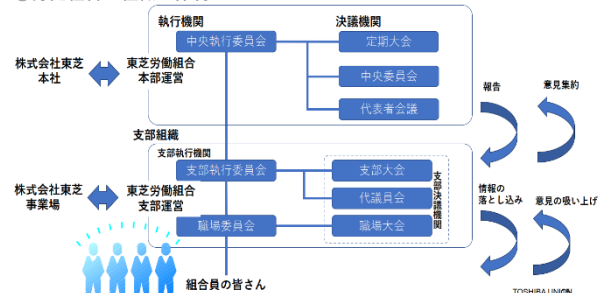 執行機関
決議機関
中央執行委員会
定期大会
株式会社東芝
本社
東芝労働組合
本部運営
中央委員会
代表者会議
報告
意見集約
支部組織
支部執行機関
支部執行委員会
支部大会
株式会社東芝
事業場
東芝労働組合
支部運営
代議員会
支部決議機関
職場委員会
職場大会
情報の
落とし込み
意見の吸い上げ
組合員の皆さん
TOSHIBA UNION